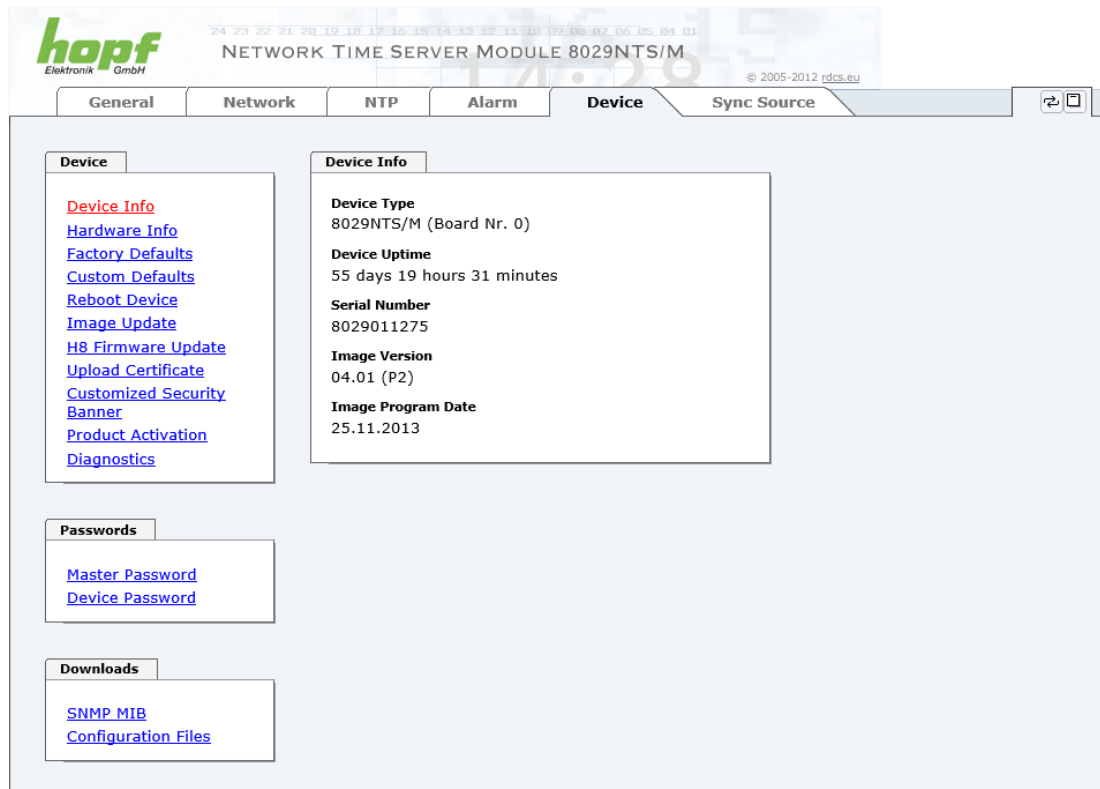 hopf
Elektronik GmbH
24 23 22 21 20 19 18 17 16 15 14 13 12 11 10 09 08 07 06 05 04 03
NETWORK TIME SERVER MODULE 8029NTS/M
14:28
© 2005-2012 rdcs.eu
General Network NTP Alarm Device Sync Source
Device
Device Info
Hardware Info
Factory Defaults
Custom Defaults
Reboot Device
Image Update
H8 Firmware Update
Upload Certificate
Customized Security
Banner
Product Activation
Diagnostics
Device Info
Device Type
8029NTS/M (Board Nr. 0)
Device Uptime
55 days 19 hours 31 minutes
Serial Number
8029011275
Image Version
04.01 (P2)
Image Program Date
25.11.2013
Passwords
Master Password
Device Password
Downloads
SNMP MIB
Configuration Files